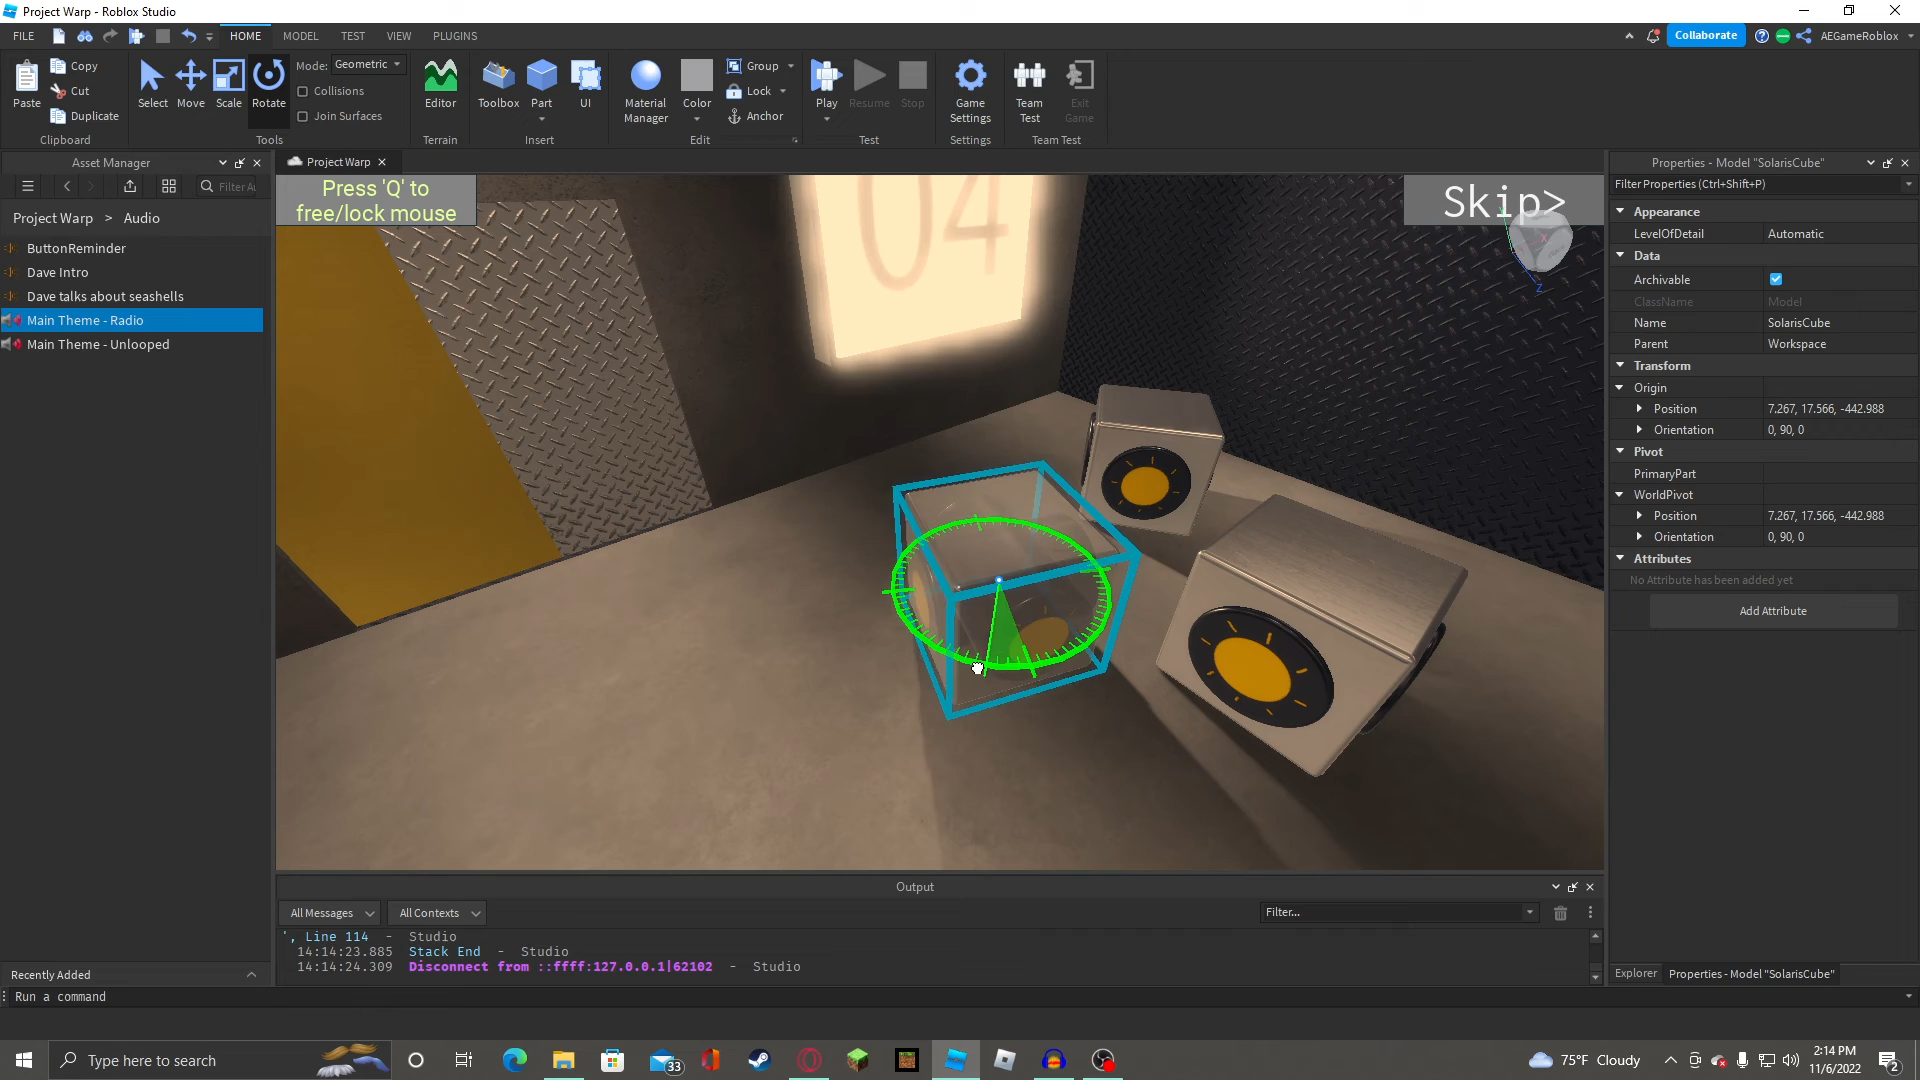 Project Warp - Roblox Studio
FILE
HOME
MODEL
TEST
VIEW
PLUGINS
Collaborate
AEGameRoblox
Paste
Copy
Cut
Duplicate
Clipboard
Select
Move
Scale
Rotate
Mode: Geometric
Collisions
Join Surfaces
Tools
Editor
Terrain
Toolbox
Part
UI
Insert
Material Manager
Color
Group
Lock
Anchor
Edit
Play
Resume
Stop
Test
Game Settings
Settings
Team Test
Exit Game
Team Test
Asset Manager
Project Warp
Properties - Model "SolarisCube"
Filter As
Project Warp > Audio
ButtonReminder
Dave Intro
Dave talks about seashells
Main Theme - Radio
Main Theme - Unlooped
Recently Added
Press 'Q' to
free/lock mouse
04
Skip>
X
Z
Filter Properties (Ctrl+Shift+P)
Appearance
LevelOfDetail Automatic
Data
Archivable
ClassName Model
Name SolarisCube
Parent Workspace
Transform
Origin
Position 7.267, 17.566, -442.988
Orientation 0, 90, 0
Pivot
PrimaryPart
WorldPivot
Position 7.267, 17.566, -442.988
Orientation 0, 90, 0
Attributes
No Attribute has been added yet
Add Attribute
Explorer
Properties - Model "SolarisCube"
Output
All Messages
All Contexts
Filter...
', Line 114 - Studio
14:14:23.885 Stack End - Studio
14:14:24.309 Disconnect from ::ffff:127.0.0.1|62102 - Studio
Run a command
Type here to search
33
75°F Cloudy
2:14 PM
11/6/2022
2